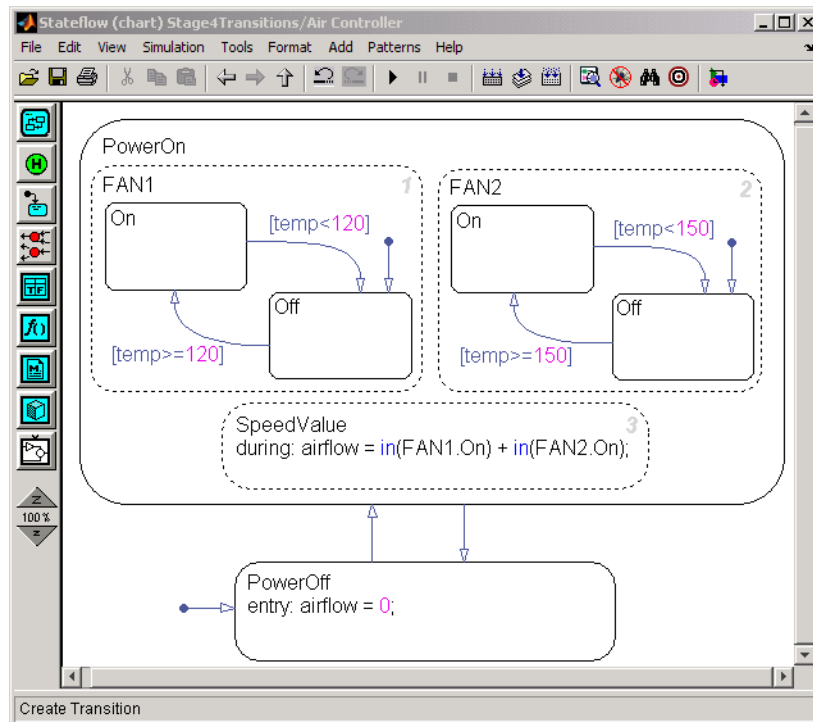 Stateflow (chart) Stage4Transitions/Air Controller
File Edit View Simulation Tools Format Add Patterns Help
PowerOn
FAN1
1
On
[temp<120]
Off
[temp>=120]
FAN2
2
On
[temp<150]
Off
[temp>=150]
SpeedValue
3
during: airflow = in(FAN1.On) + in(FAN2.On);
PowerOff
entry: airflow = 0;
H
TF
f()
M
Z
100 %
Z
Create Transition